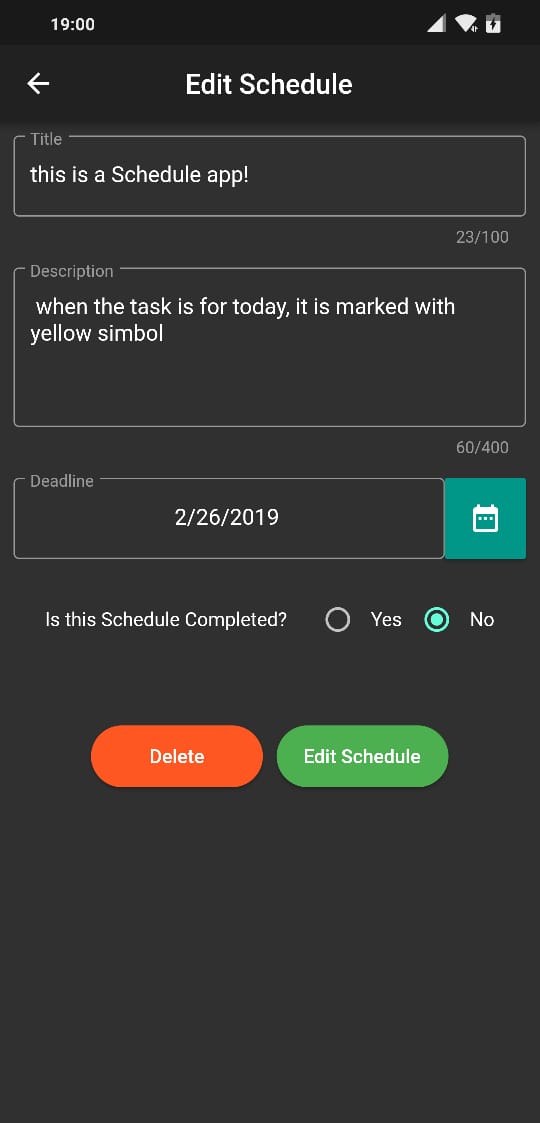 19:00
Edit Schedule
Title
this is a Schedule app!
23/100
Description
when the task is for today, it is marked with
yellow simbol
60/400
Deadline
2/26/2019
Is this Schedule Completed? Yes No
Delete Edit Schedule